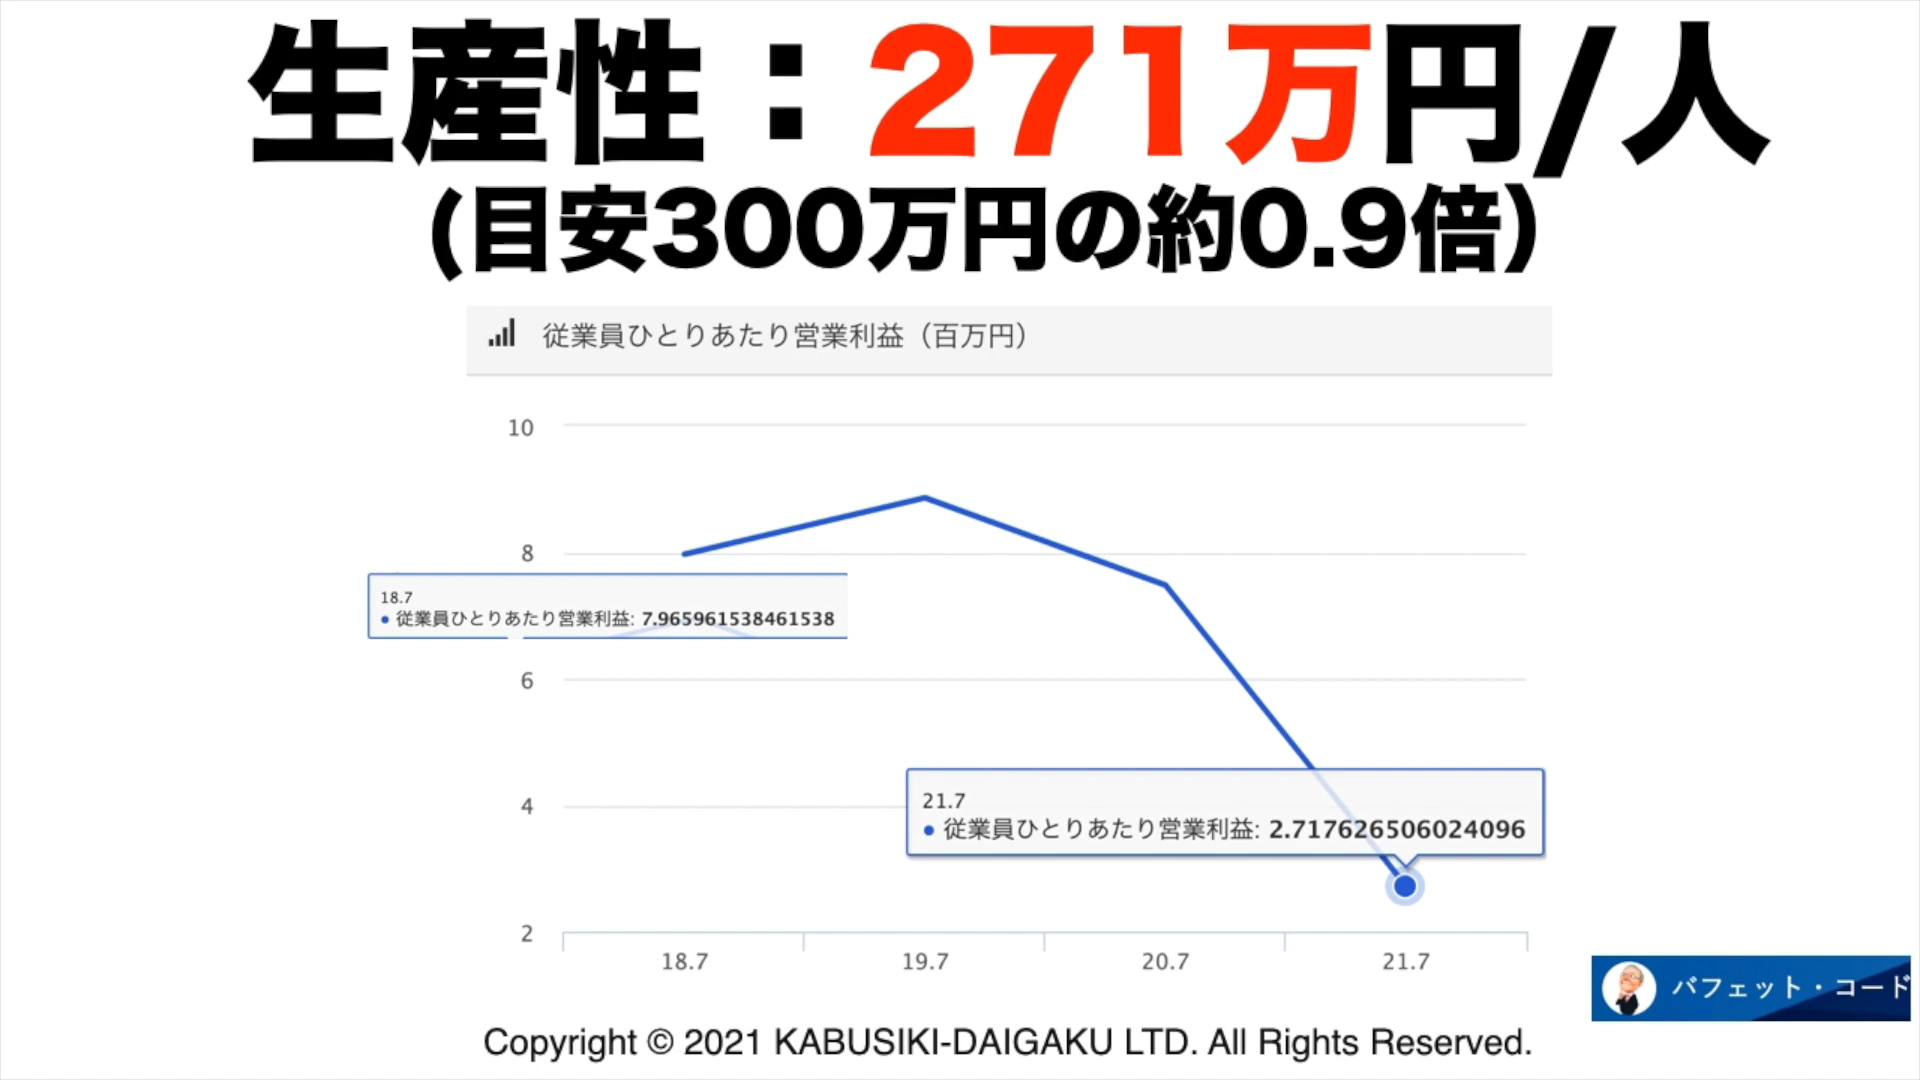 生産性：271万円/人
(目安300万円の約0.9倍)
従業員ひとりあたり営業利益（百万円）
10
8
18.7
従業員ひとりあたり営業利益: 7.965961538461538
6
4
21.7
従業員ひとりあたり営業利益: 2.717626506024096
2
18.7 19.7 20.7 21.7
バフェット・コード
Copyright © 2021 KABUSIKI-DAIGAKU LTD. All Rights Reserved.